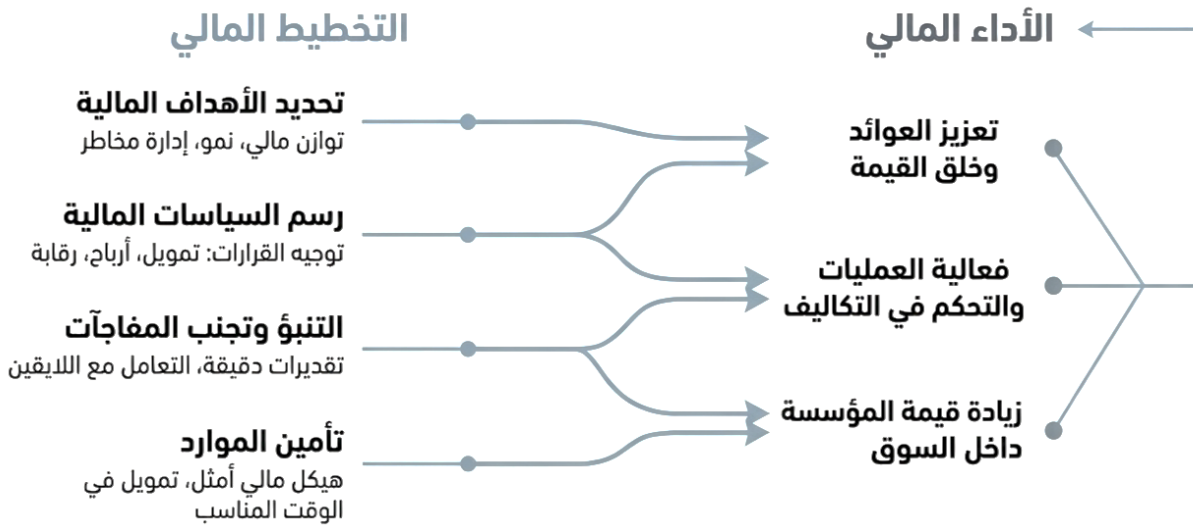 الأداء المالي
تعزيز العوائد
وخلق القيمة
فعالية العمليات
والتحكم في التكاليف
زيادة قيمة المؤسسة
داخل السوق
التخطيط المالي
تحديد الأهداف المالية
توازن مالي، نمو، إدارة مخاطر
رسم السياسات المالية
توجيه القرارات: تمويل، أرباح، رقابة
التنبؤ وتجنب المفاجآت
تقديرات دقيقة، التعامل مع اللايقين
تأمين الموارد
هيكل مالي أمثل، تمويل في
الوقت المناسب